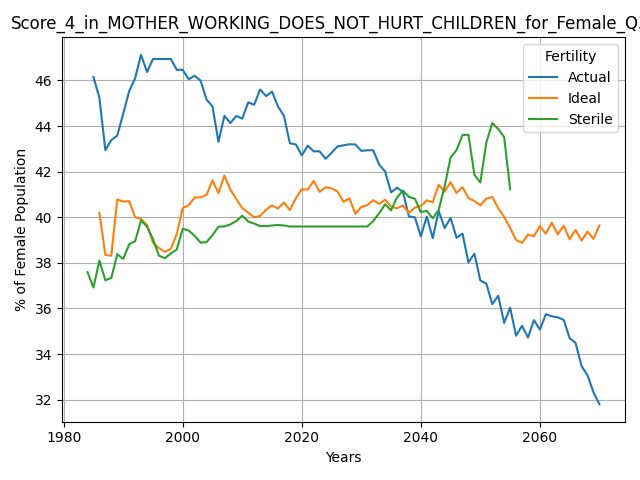 Score_4_in_MOTHER_WORKING_DOES_NOT_HURT_CHILDREN_for_Female_Q
% of Female Population
46
44
42
40
38
36
34
32
Fertility
Actual
Ideal
Sterile
1980
2000
2020
2040
2060
Years